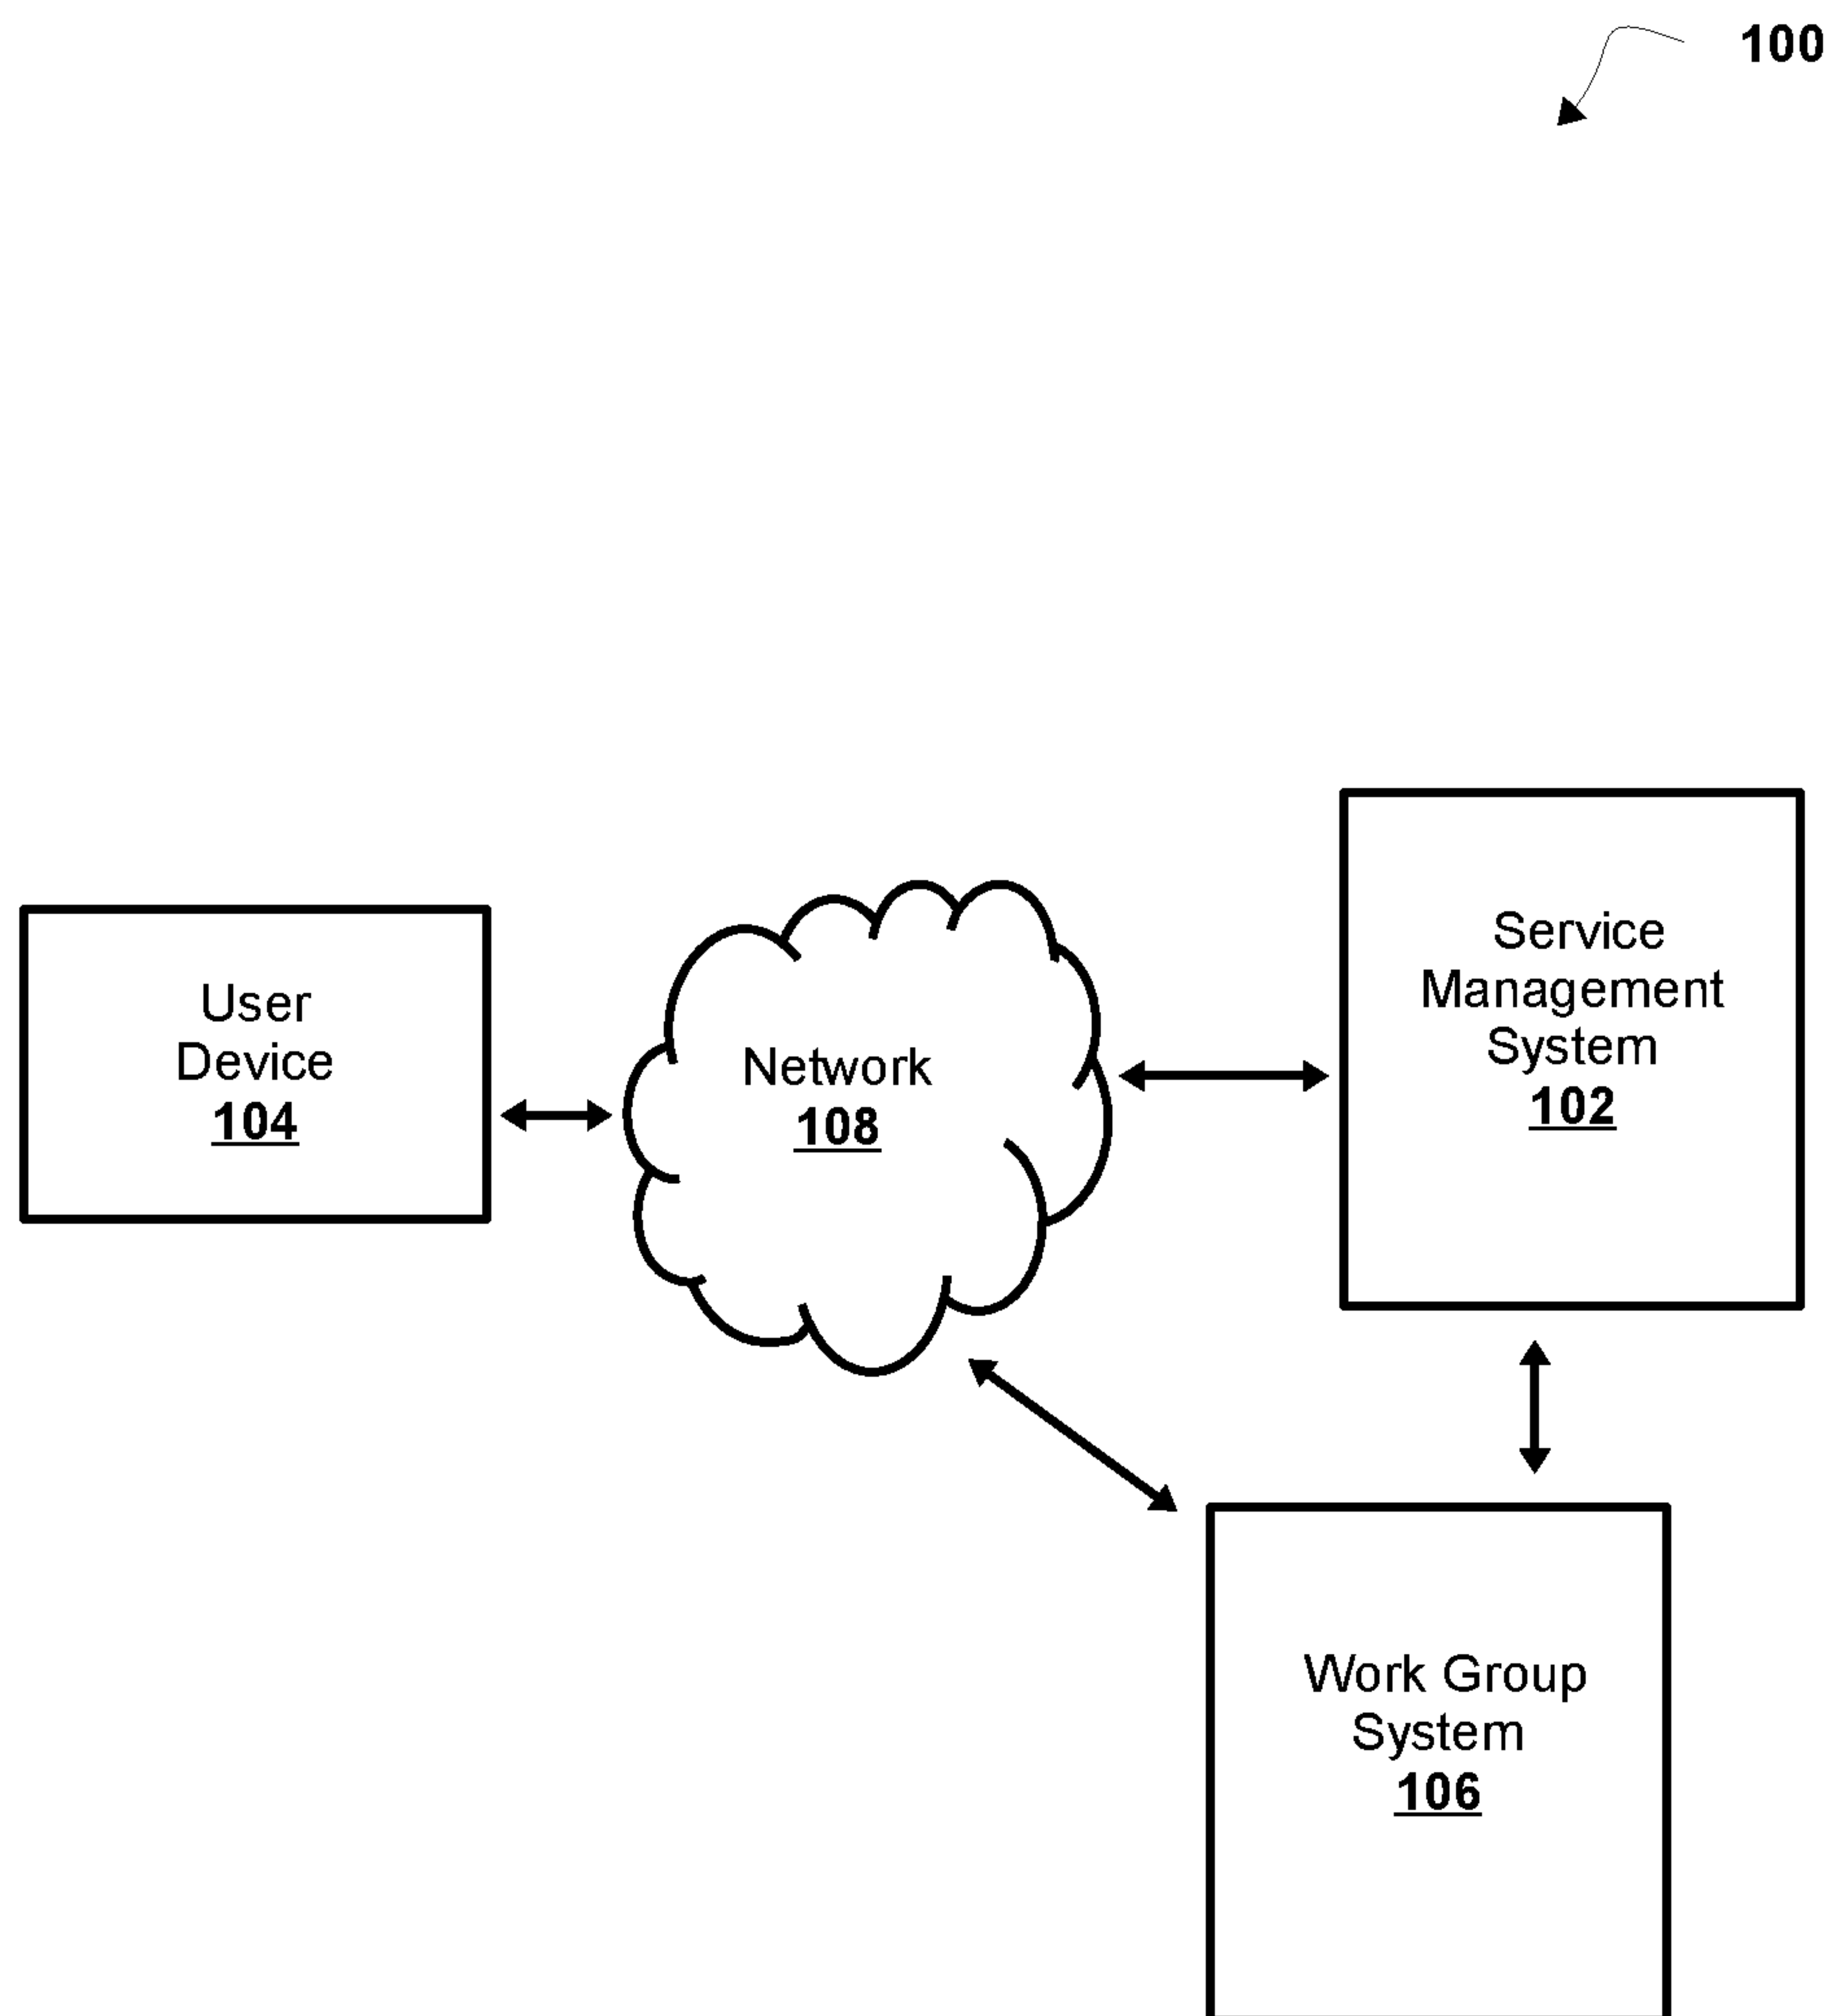 100
User
Device
104
Network
108
Service
Management
System
102
Work Group
System
106